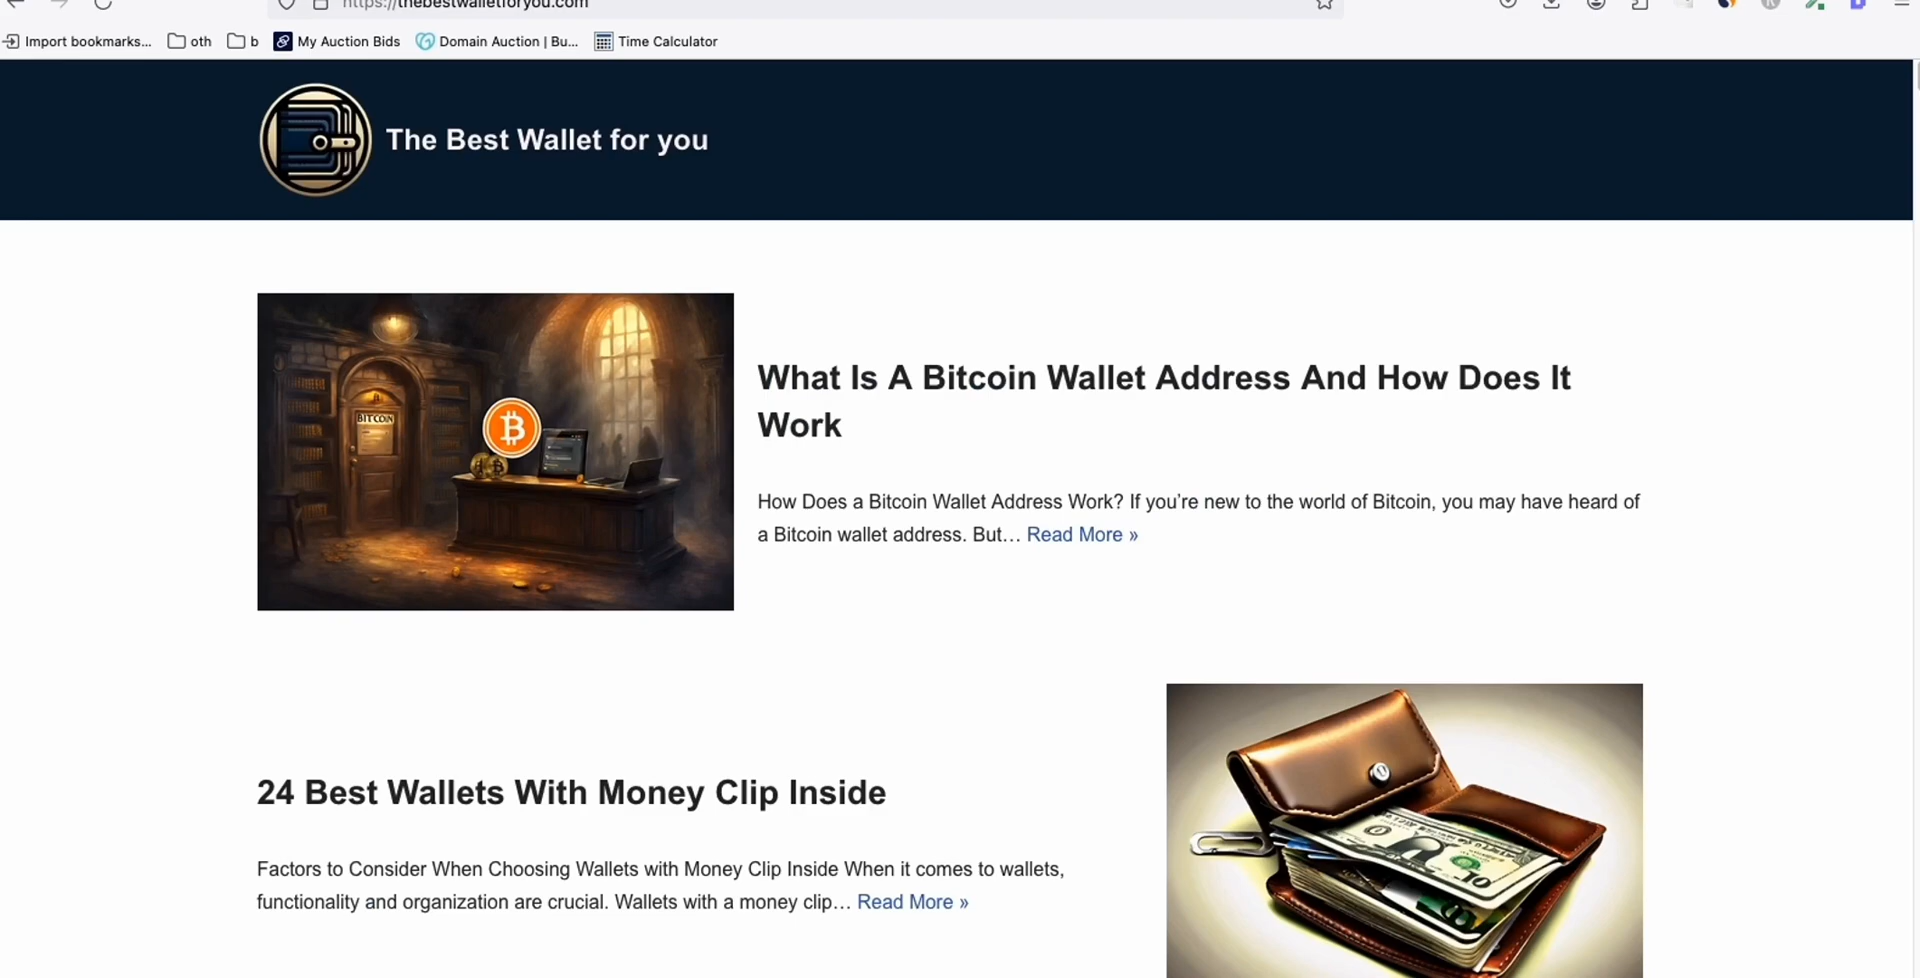 https://thebestwalletforyou.com
Import bookmarks... oth b My Auction Bids Domain Auction | Bu... Time Calculator
The Best Wallet for you
BITCOIN
What Is A Bitcoin Wallet Address And How Does It
Work
How Does a Bitcoin Wallet Address Work? If you’re new to the world of Bitcoin, you may have heard of
a Bitcoin wallet address. But… Read More »
24 Best Wallets With Money Clip Inside
Factors to Consider When Choosing Wallets with Money Clip Inside When it comes to wallets,
functionality and organization are crucial. Wallets with a money clip… Read More »